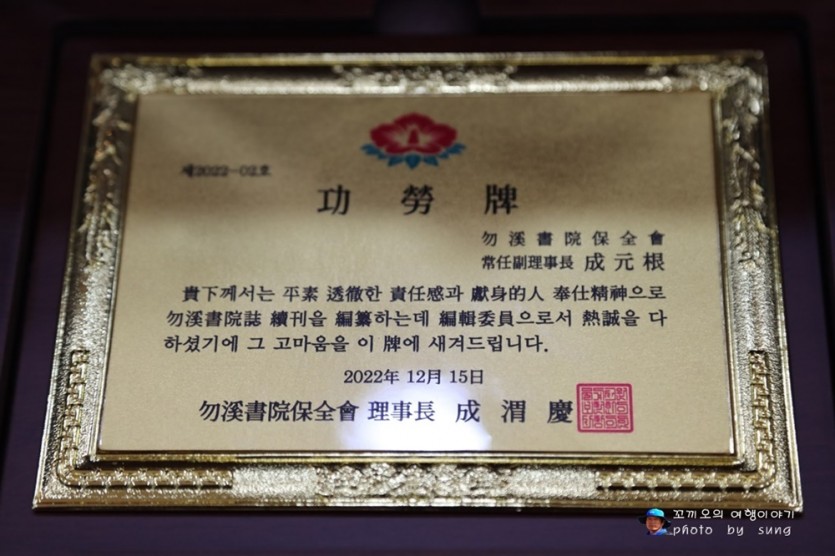 제2022-02호
功勞牌
勿溪書院保全會
常任副理事長 成元根
貴下께서는 平素 透徹한 責任感과 獻身的人 奉仕精神으로
勿溪書院誌 續刊을 編纂하는데 編輯委員으로서 熱誠을 다
하셨기에 그 고마움을 이 牌에 새겨드립니다.
2022年 12月 15日
勿溪書院保全會 理事長 成渭慶
꼬끼오의 여행이야기
photo by sung